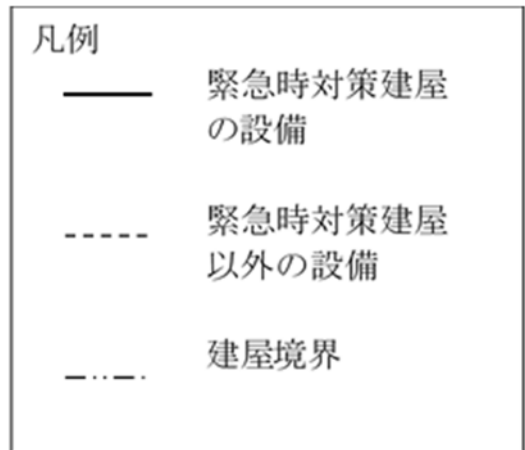 凡例
緊急時対策建屋
の設備
緊急時対策建屋
以外の設備
建屋境界